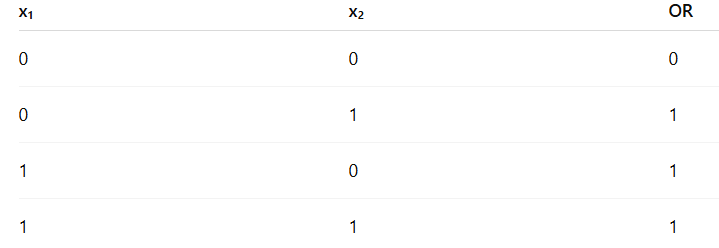 x₁ x₂ OR
0 0 0
0 1 1
1 0 1
1 1 1